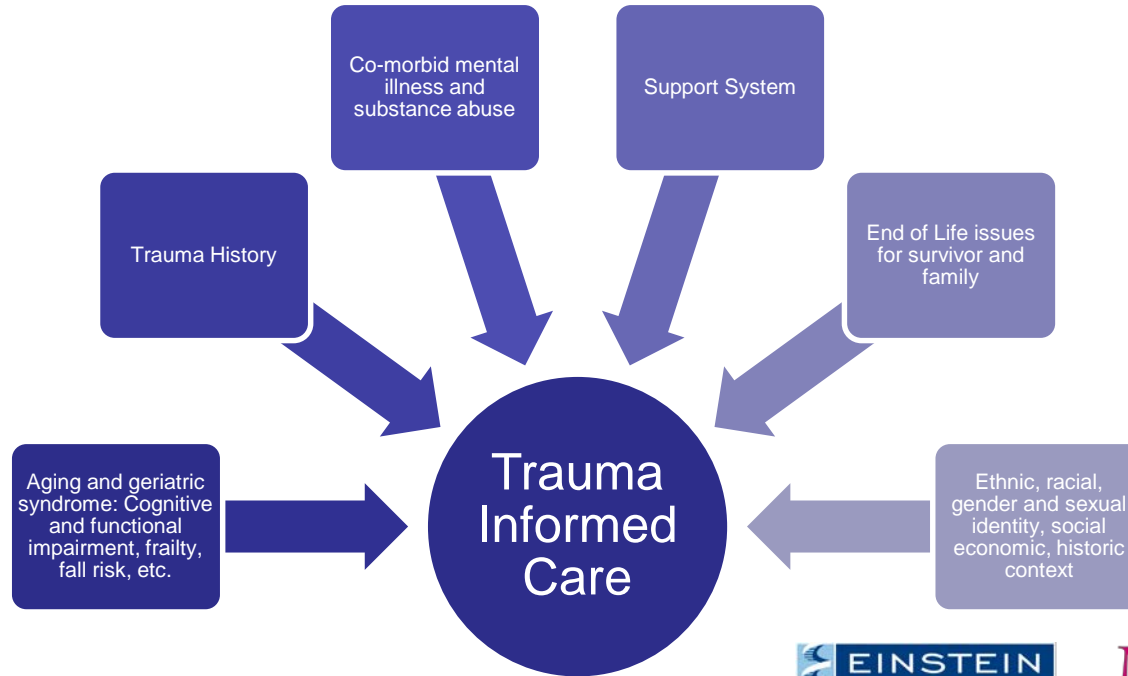 Co-morbid mental
illness and
substance abuse
Support System
Trauma History
End of Life issues
for survivor and
family
Aging and geriatric
syndrome: Cognitive
and functional
impairment, frailty,
fall risk, etc.
Trauma
Informed
Care
Ethnic, racial,
gender and sexual
identity, social
economic, historic
context
EINSTEIN